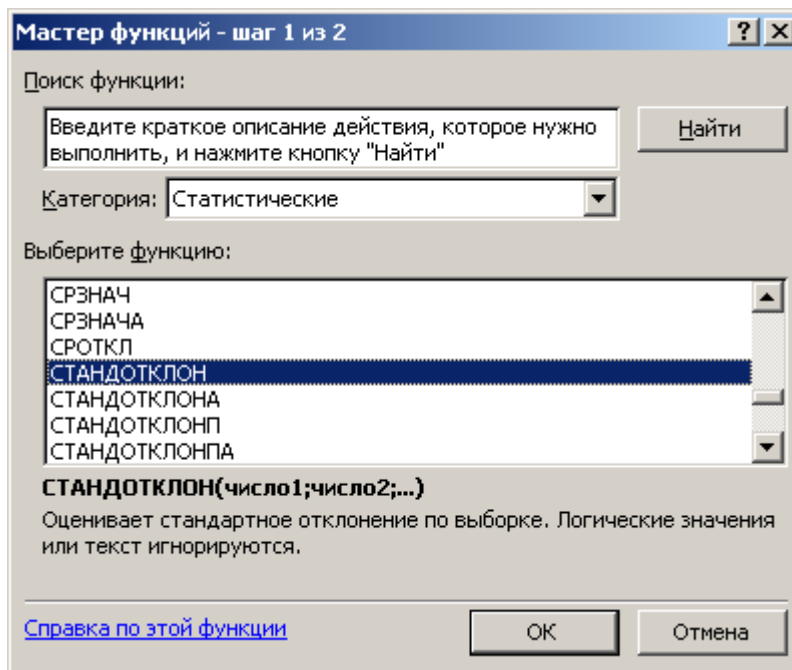 Мастер функций - шаг 1 из 2
Поиск функции:
Введите краткое описание действия, которое нужно
выполнить, и нажмите кнопку "Найти"
Найти
Категория: Статистические
Выберите функцию:
СРЗНАЧ
СРЗНАЧА
СРОТКЛ
СТАНДОТКЛОН
СТАНДОТКЛОНА
СТАНДОТКЛОНП
СТАНДОТКЛОНПА
СТАНДОТКЛОН(число1;число2;...)
Оценивает стандартное отклонение по выборке. Логические значения
или текст игнорируются.
Справка по этой функции
ОК
Отмена